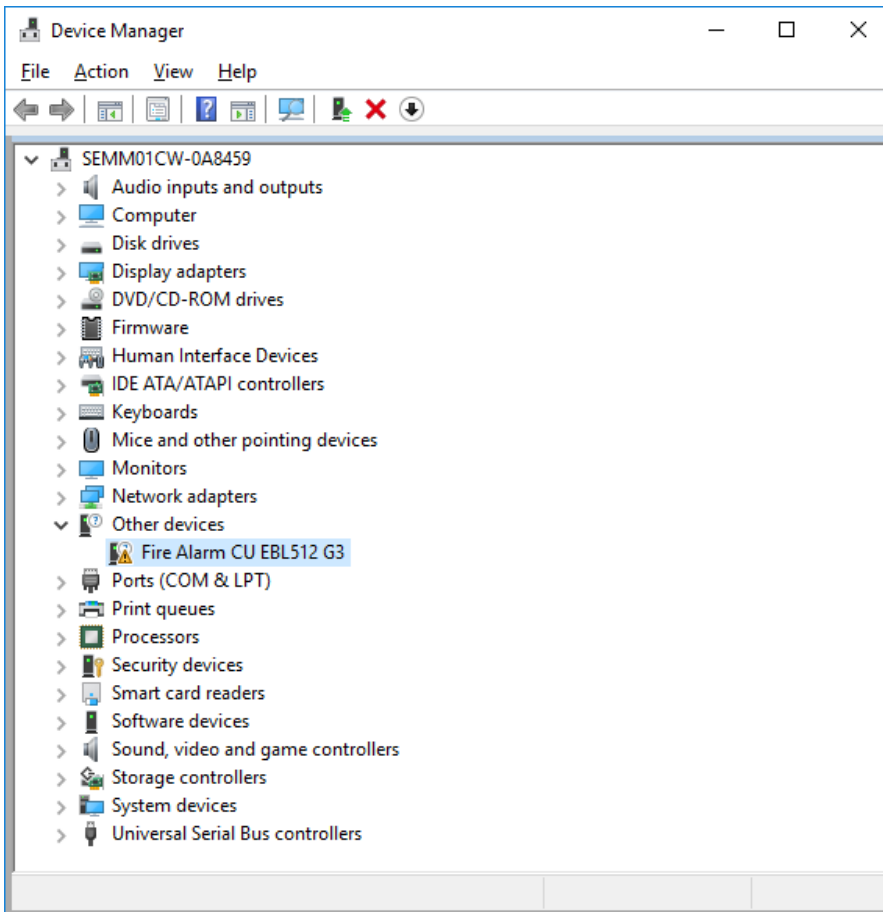 Device Manager
File Action View Help
SEMM01CW-0A8459
Audio inputs and outputs
Computer
Disk drives
Display adapters
DVD/CD-ROM drives
Firmware
Human Interface Devices
IDE ATA/ATAPI controllers
Keyboards
Mice and other pointing devices
Monitors
Network adapters
Other devices
Fire Alarm CU EBL512 G3
Ports (COM & LPT)
Print queues
Processors
Security devices
Smart card readers
Software devices
Sound, video and game controllers
Storage controllers
System devices
Universal Serial Bus controllers